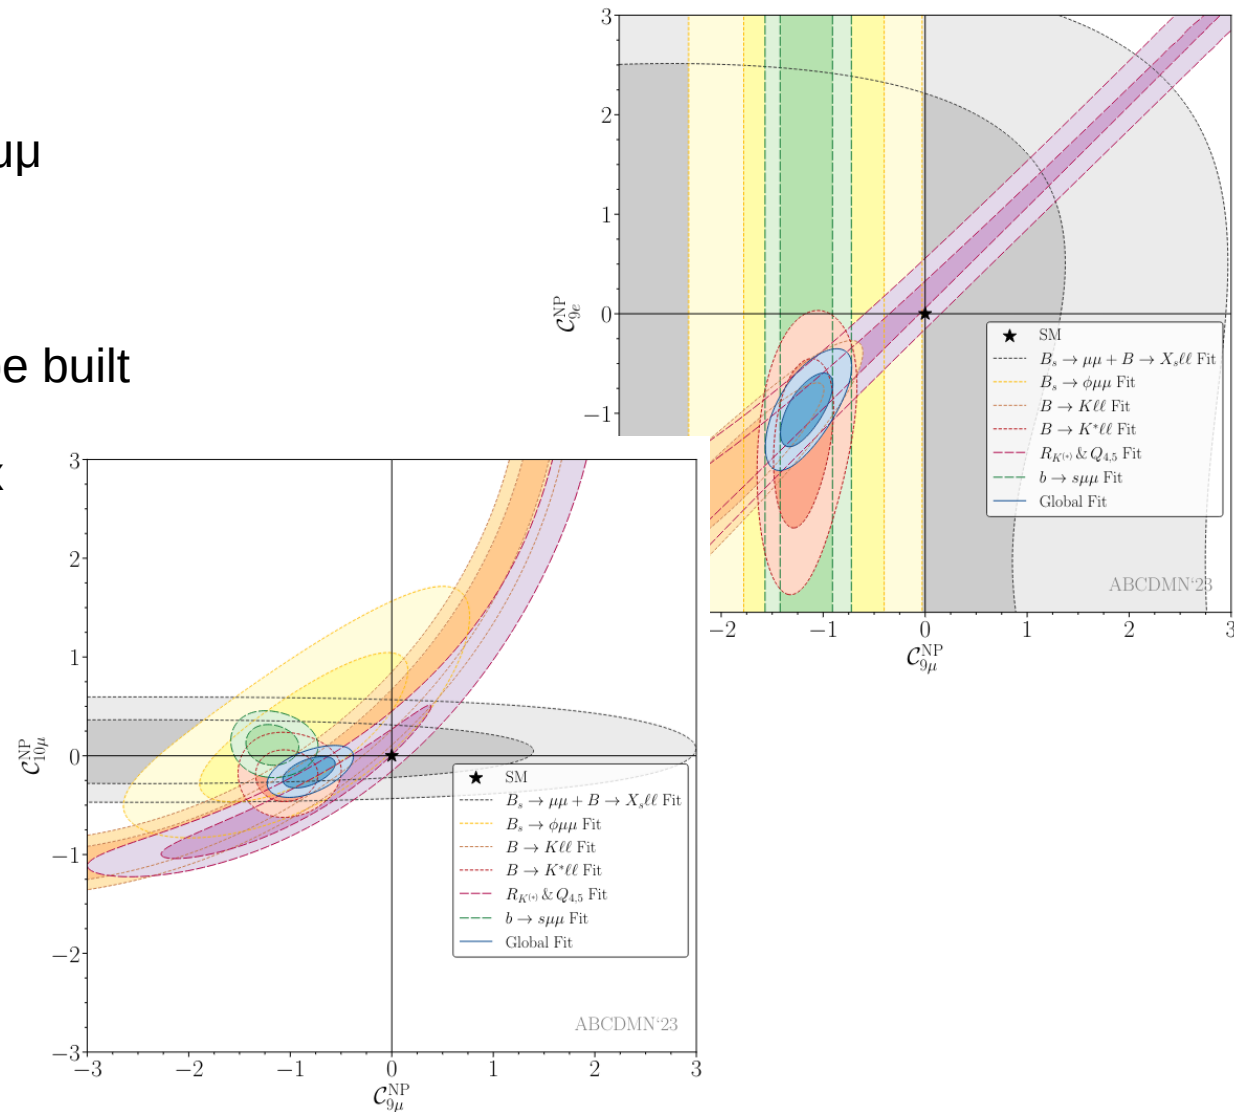 μμ
e built
3
2
1
0
−1
𝒞^NP_9e
★ SM
B_s → μμ + B → X_sℓℓ Fit
B_s → ϕμμ Fit
B → Kℓℓ Fit
B → K*ℓℓ Fit
R_K(*) & Q_4,5 Fit
b → sμμ Fit
Global Fit
ABCDMN‘23
−2 −1 0 1 2 3
𝒞^NP_9μ
3
2
1
0
−1
−2
−3
𝒞^NP_10μ
★ SM
B_s → μμ + B → X_sℓℓ Fit
B_s → ϕμμ Fit
B → Kℓℓ Fit
B → K*ℓℓ Fit
R_K(*) & Q_4,5 Fit
b → sμμ Fit
Global Fit
ABCDMN‘23
−3 −2 −1 0 1 2 3
𝒞^NP_9μ